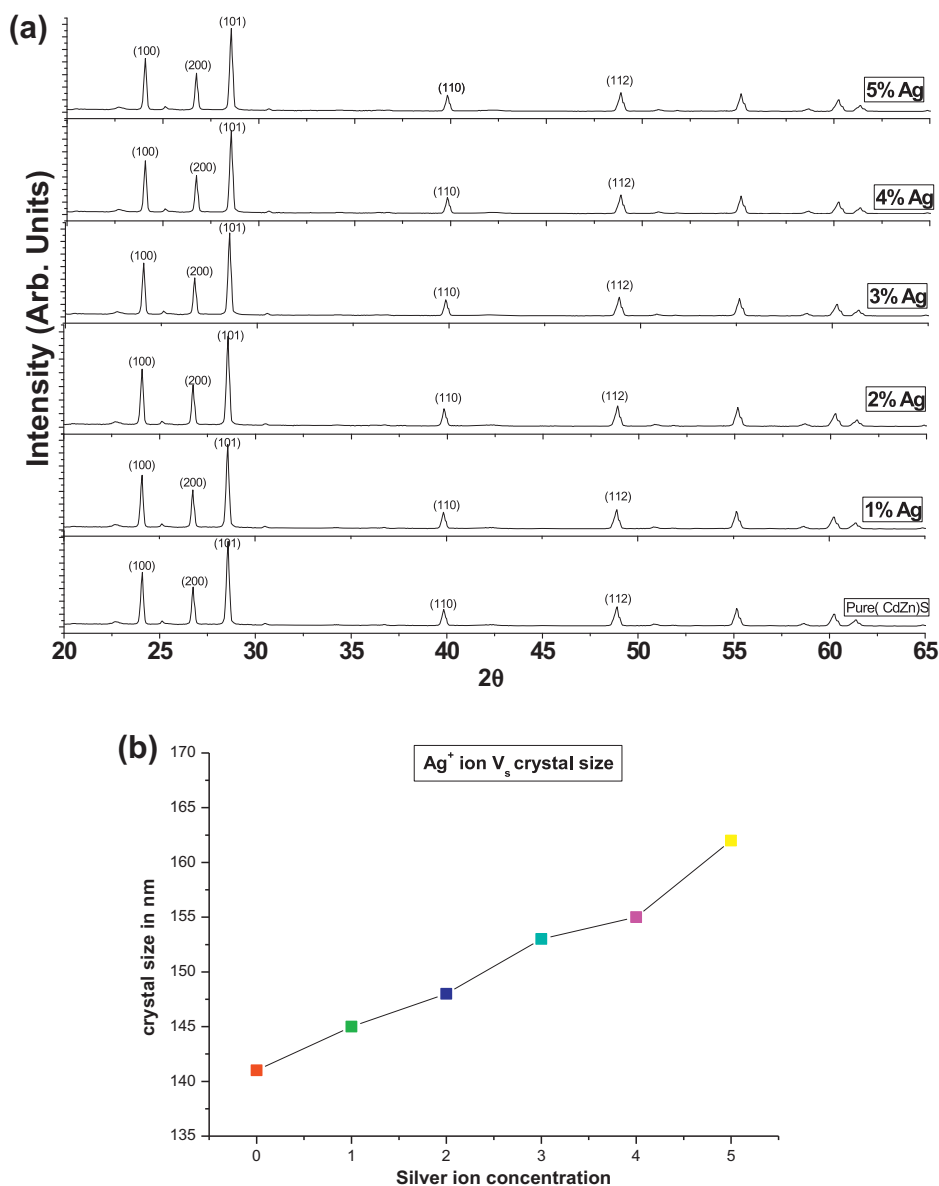 (a)
(101)
(100)
(200)
(110)
(112)
5% Ag
(101)
(100)
(200)
(110)
(112)
4% Ag
(101)
(100)
(200)
(110)
(112)
3% Ag
(101)
(100)
(200)
(110)
(112)
2% Ag
(101)
(100)
(200)
(110)
(112)
1% Ag
(101)
(100)
(200)
(110)
(112)
Pure( CdZn)S
Intensity (Arb. Units)
20 25 30 35 40 45 50 55 60 65
2θ
(b)
Ag⁺ ion Vₛ crystal size
170
165
160
155
150
145
140
135
crystal size in nm
0 1 2 3 4 5
Silver ion concentration